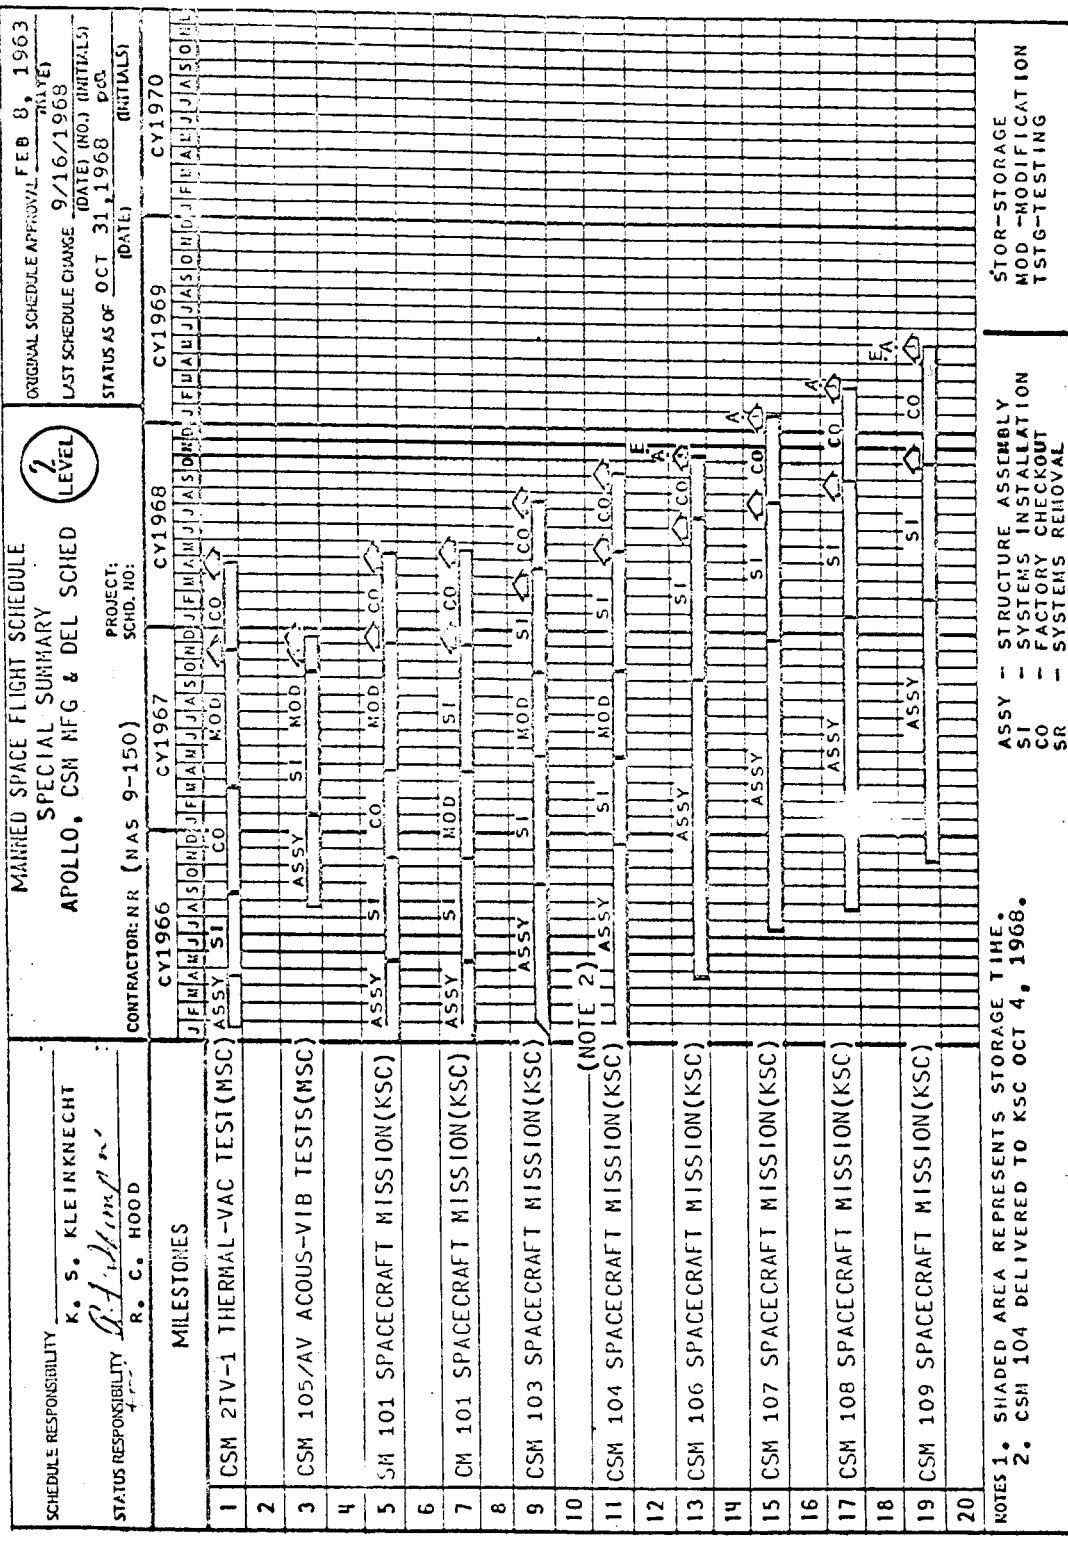 MANNED SPACE FLIGHT SCHEDULE
SPECIAL SUMMARY
APOLLO, CSM MFG & DEL SCHED
2
LEVEL
SCHEDULE RESPONSIBILITY
K. S. KLEINKNECHT
STATUS RESPONSIBILITY
R. C. HOOD
CONTRACTOR: NR (NAS 9-150)
PROJECT:
SCHD. NO:
ORIGINAL SCHEDULE APPROVAL FEB 8, 1963
(DATE)
LAST SCHEDULE CHANGE 9/16/1968
(DATE) (NO.) (INITIALS)
STATUS AS OF OCT 31,1968
(DATE) (INITIALS)
MILESTONES
CY1966 CY1967 CY1968 CY1969 CY1970
J F M A M J J A S O N D J F M A M J J A S O N D J F M A M J J A S O N D J F M A M J J A S O N D J F M A M J J A S O N
1 CSM 2TV-1 THERMAL-VAC TEST(MSC) ASSY SI CO MOD CO
2
3 CSM 105/AV ACOUS-VIB TESTS(MSC) ASSY SI MOD
4
5 SM 101 SPACECRAFT MISSION(KSC) ASSY SI CO MOD CO
6
7 CM 101 SPACECRAFT MISSION(KSC) ASSY SI MOD SI CO
8
9 CSM 103 SPACECRAFT MISSION(KSC) ASSY SI MOD SI CO
10 (NOTE 2)
11 CSM 104 SPACECRAFT MISSION(KSC) ASSY SI MOD SI CO
12 E
A
13 CSM 106 SPACECRAFT MISSION(KSC) ASSY SI CO
14 A
15 CSM 107 SPACECRAFT MISSION(KSC) ASSY SI CO
16 A
17 CSM 108 SPACECRAFT MISSION(KSC) ASSY SI CO
18 E
A
19 CSM 109 SPACECRAFT MISSION(KSC) ASSY SI CO
20
NOTES 1. SHADED AREA REPRESENTS STORAGE TIME.
2. CSM 104 DELIVERED TO KSC OCT 4, 1968.
ASSY - STRUCTURE ASSEMBLY
SI - SYSTEMS INSTALLATION
CO - FACTORY CHECKOUT
SR - SYSTEMS REMOVAL
STOR-STORAGE
MOD-MODIFICATION
TSTG-TESTING